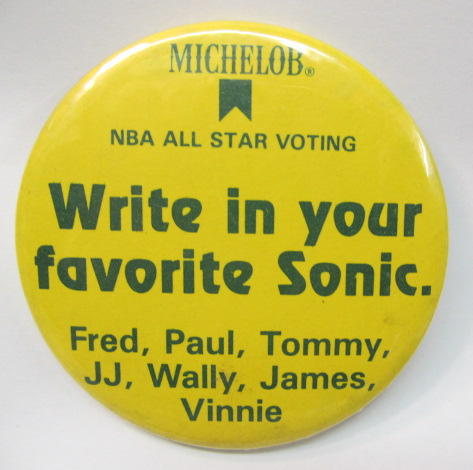 MICHELOB®
NBA ALL STAR VOTING
Write in your
favorite Sonic.
Fred, Paul, Tommy,
JJ, Wally, James,
Vinnie